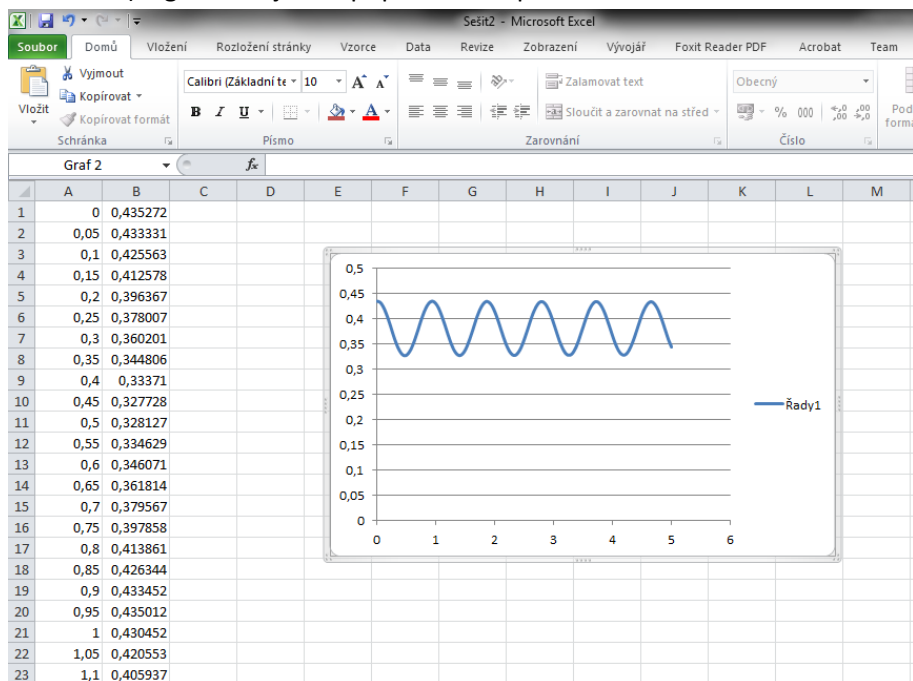 Sešit2 - Microsoft Excel
Soubor Domů Vložení Rozložení stránky Vzorce Data Revize Zobrazení Vývojář Foxit Reader PDF Acrobat Team
Vložit
Vyjmout
Kopírovat
Kopírovat formát
Schránka
Calibri (Základní te 10 A A
B I U A
Písmo
Zalamovat text
Sloučit a zarovnat na střed
Zarovnání
Obecný
% 000 ,0 ,00 ,00 ,0
Číslo
Graf 2 fx
A B C D E F G H I J K L M
1 0 0,435272
2 0,05 0,433331
3 0,1 0,425563
4 0,15 0,412578
5 0,2 0,396367
6 0,25 0,378007
7 0,3 0,360201
8 0,35 0,344806
9 0,4 0,33371
10 0,45 0,327728
11 0,5 0,328127
12 0,55 0,334629
13 0,6 0,346071
14 0,65 0,361814
15 0,7 0,379567
16 0,75 0,397858
17 0,8 0,413861
18 0,85 0,426344
19 0,9 0,433452
20 0,95 0,435012
21 1 0,430452
22 1,05 0,420553
23 1,1 0,405937
0,5
0,45
0,4
0,35
0,3
0,25
0,2
0,15
0,1
0,05
0
0 1 2 3 4 5 6
Řady1